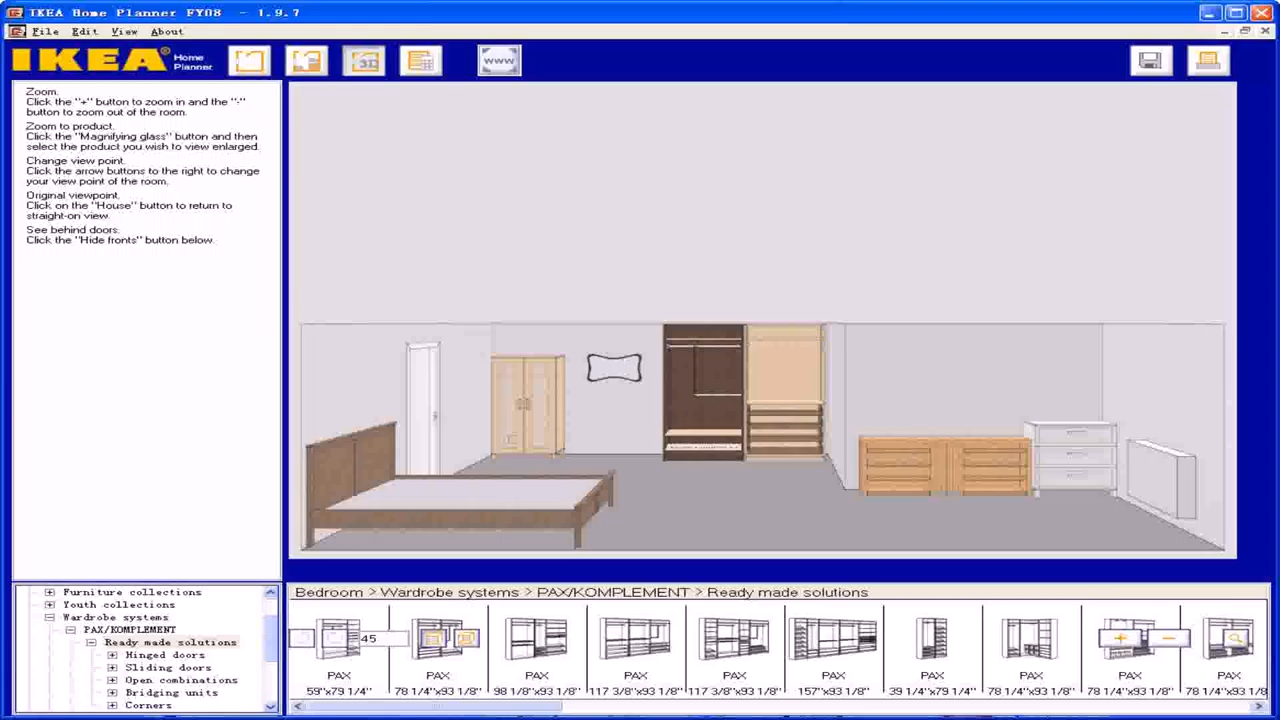 IKEA Home Planner FY08 - 1.9.7
File Edit View About
IKEA® Home Planner
3D
www
Zoom.
Click the "+" button to zoom in and the "-" button to zoom out of the room.
Zoom to product.
Click the "Magnifying glass" button and then
select the product you wish to view enlarged.
Change view point.
Click the arrow buttons to the right to change
your view point of the room.
Original viewpoint.
Click on the "House" button to return to
straight-on view.
See behind doors.
Click the "Hide fronts" button below.
Furniture collections
Youth collections
Wardrobe systems
PAX/KOMPLEMENT
Ready made solutions
Hinged doors
Sliding doors
Open combinations
Bridging units
Corners
Bedroom > Wardrobe systems > PAX/KOMPLEMENT > Ready made solutions
45
PAX PAX PAX PAX PAX PAX PAX PAX PAX PAX
59"x79 1/4" 78 1/4"x93 1/8" 98 1/8"x93 1/8" 117 3/8"x93 1/8" 117 3/8"x93 1/8" 157"x93 1/8" 39 1/4"x79 1/4" 78 1/4"x93 1/8" 78 1/4"x93 1/8" 78 1/4"x93 1/8"